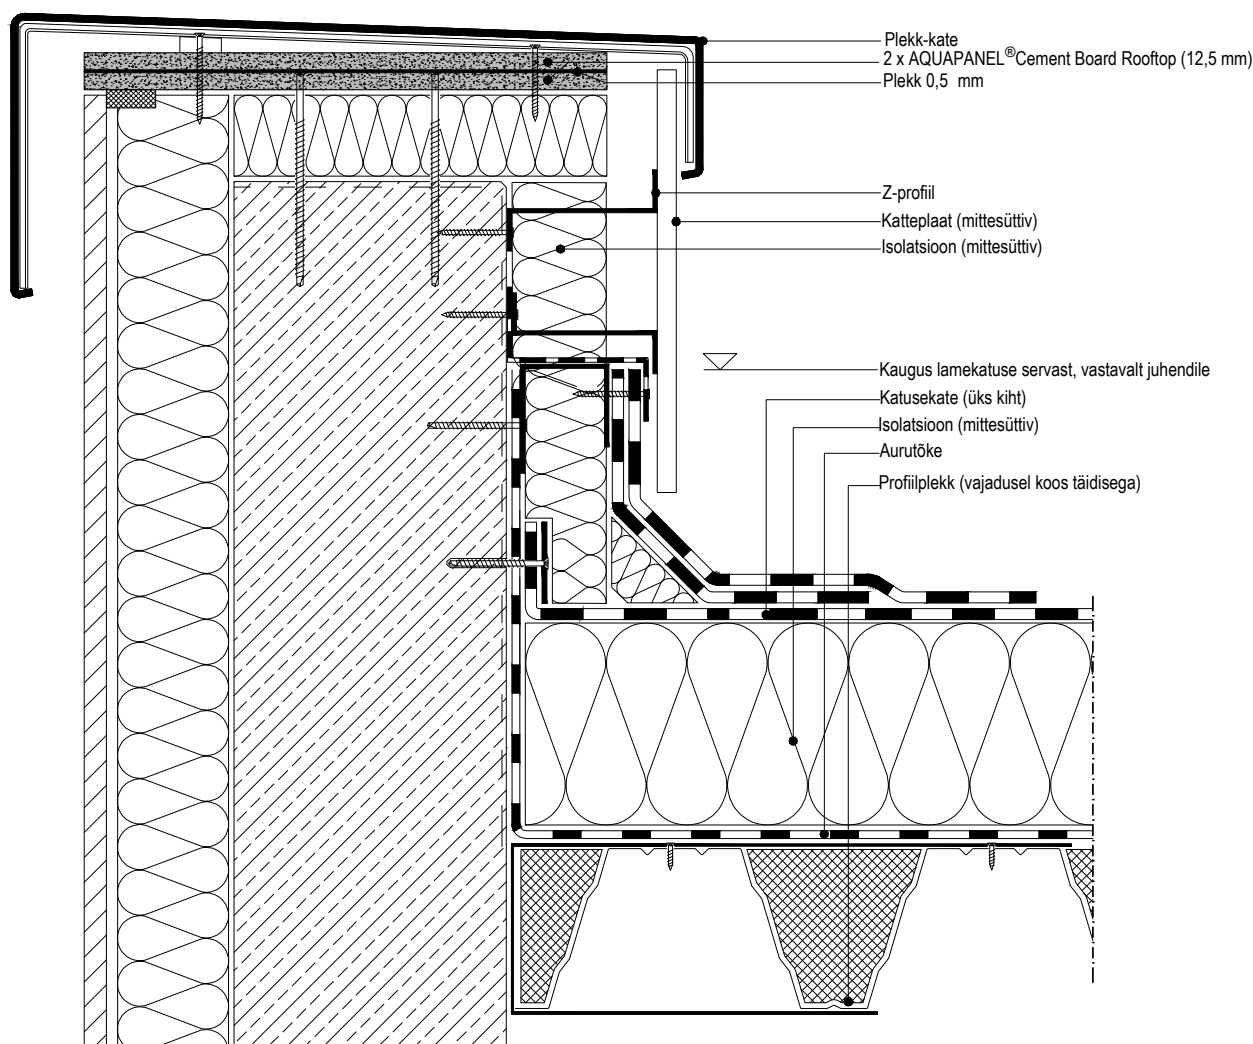 Plekk-kate
2 x AQUAPANEL®Cement Board Rooftop (12,5 mm)
Plekk 0,5 mm
Z-profiil
Katteplaat (mittesüttiv)
Isolatsioon (mittesüttiv)
Kaugus lamekatuse servast, vastavalt juhendile
Katusekate (üks kiht)
Isolatsioon (mittesüttiv)
Aurutõke
Profiilplekk (vajadusel koos täidisega)